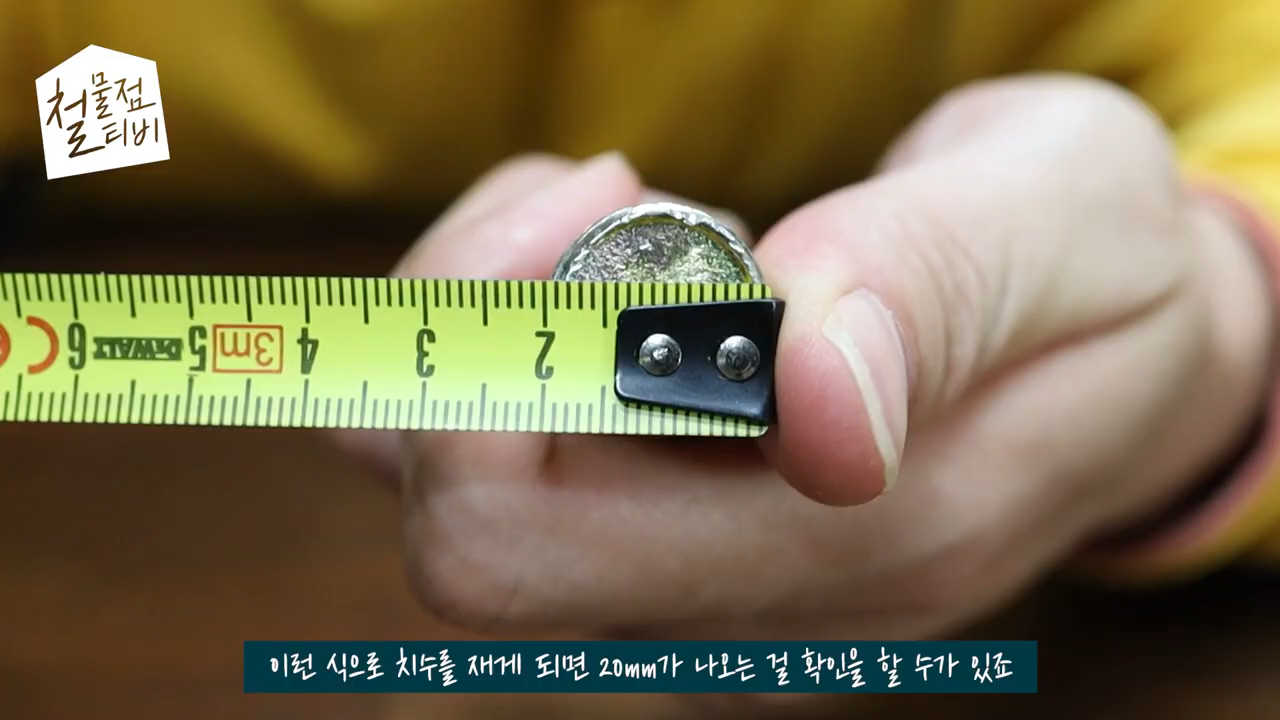 철물점
티비
6 DEWALT 5 3m 4 3 2
이런 식으로 치수를 재게 되면 20mm가 나오는 걸 확인을 할 수가 있죠